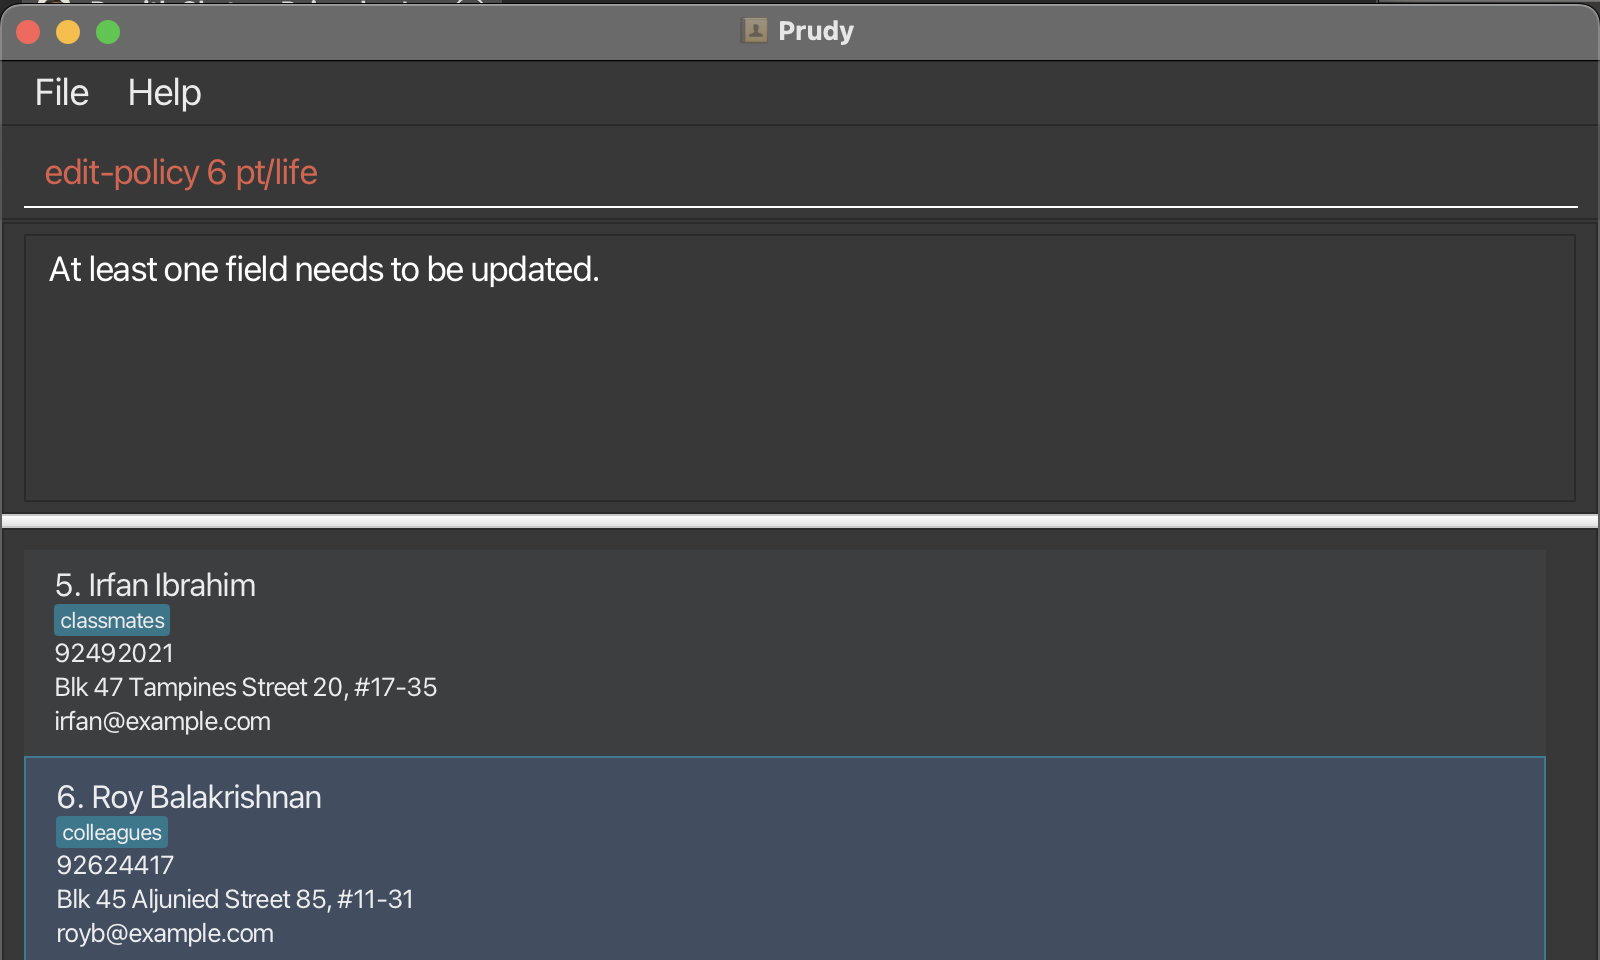 Prudy
File Help
edit-policy 6 pt/life
At least one field needs to be updated.
5. Irfan Ibrahim
classmates
92492021
Blk 47 Tampines Street 20, #17-35
irfan@example.com
6. Roy Balakrishnan
colleagues
92624417
Blk 45 Aljunied Street 85, #11-31
royb@example.com